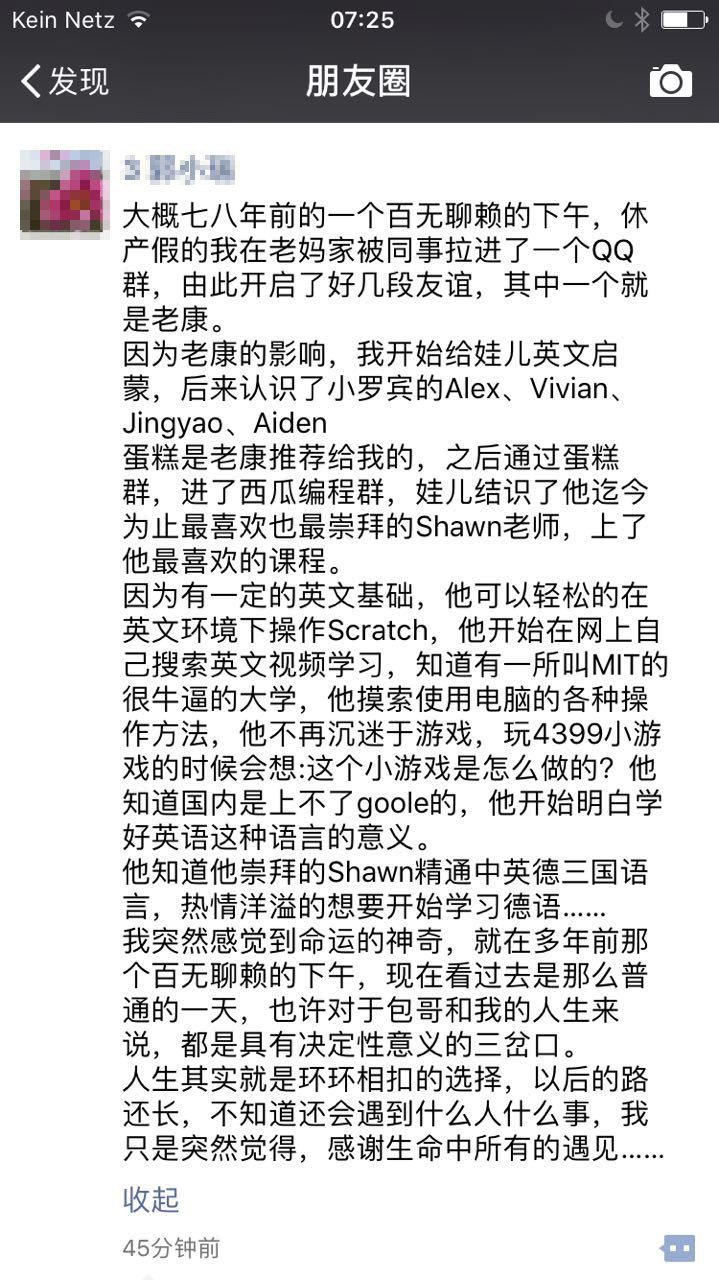 Kein Netz
07:25
发现
朋友圈
大概七八年前的一个百无聊赖的下午，休
产假的我在老妈家被同事拉进了一个QQ
群，由此开启了好几段友谊，其中一个就
是老康。
因为老康的影响，我开始给娃儿英文启
蒙，后来认识了小罗宾的Alex、Vivian、
Jingyao、Aiden
蛋糕是老康推荐给我的，之后通过蛋糕
群，进了西瓜编程群，娃儿结识了他迄今
为止最喜欢也最崇拜的Shawn老师，上了
他最喜欢的课程。
因为有一定的英文基础，他可以轻松的在
英文环境下操作Scratch，他开始在网上自
己搜索英文视频学习，知道有一所叫MIT的
很牛逼的大学，他摸索使用电脑的各种操
作方法，他不再沉迷于游戏，玩4399小游
戏的时候会想:这个小游戏是怎么做的？他
知道国内是上不了goole的，他开始明白学
好英语这种语言的意义。
他知道他崇拜的Shawn精通中英德三国语
言，热情洋溢的想要开始学习德语……
我突然感觉到命运的神奇，就在多年前那
个百无聊赖的下午，现在看过去是那么普
通的一天，也许对于包哥和我的人生来
说，都是具有决定性意义的三岔口。
人生其实就是环环相扣的选择，以后的路
还长，不知道还会遇到什么人什么事，我
只是突然觉得，感谢生命中所有的遇见……
收起
45分钟前